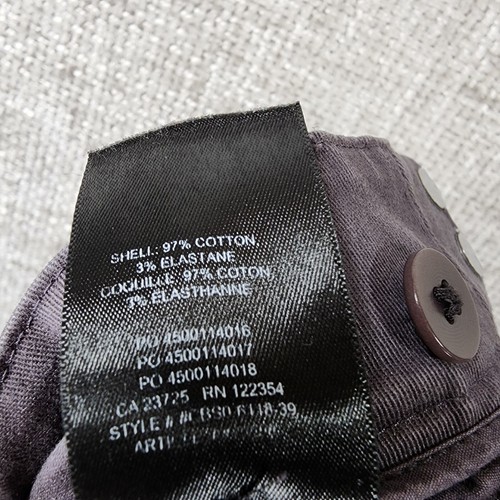 SHELL: 97% COTTON,
3% ELASTANE
COQUILLE: 97% COTON,
3% ELASTHANNE
PO 4500114016
PO 4500114017
PO 4500114018
CA 23725 RN 122354
STYLE